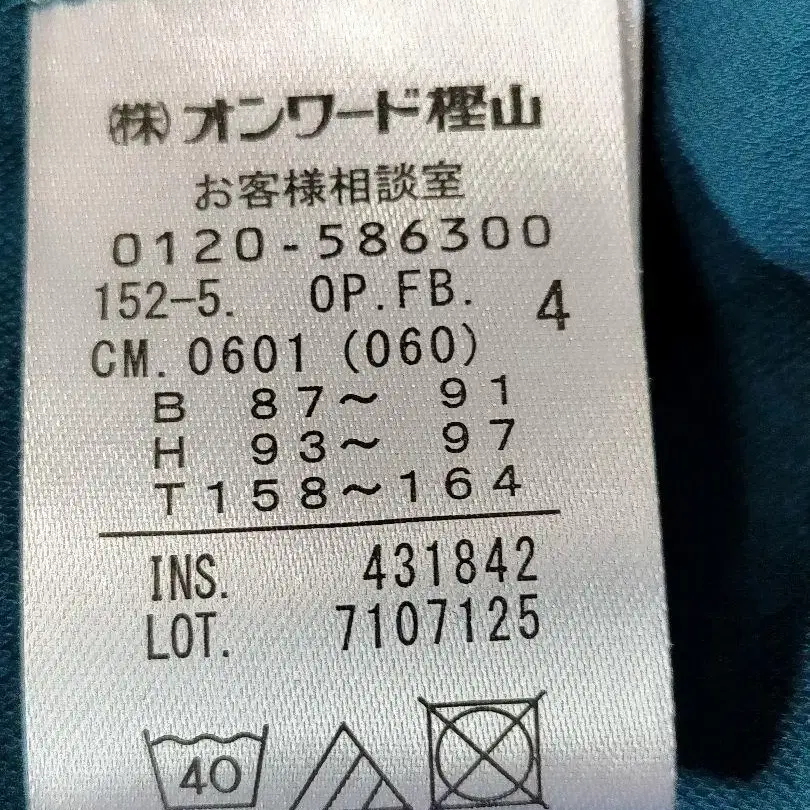 ㈱オンワード樫山
お客様相談室
0120-586300
152-5. OP.FB. 4
CM. 0601 (060)
B 87～ 91
H 93～ 97
T158～164
INS. 431842
LOT. 7107125
40